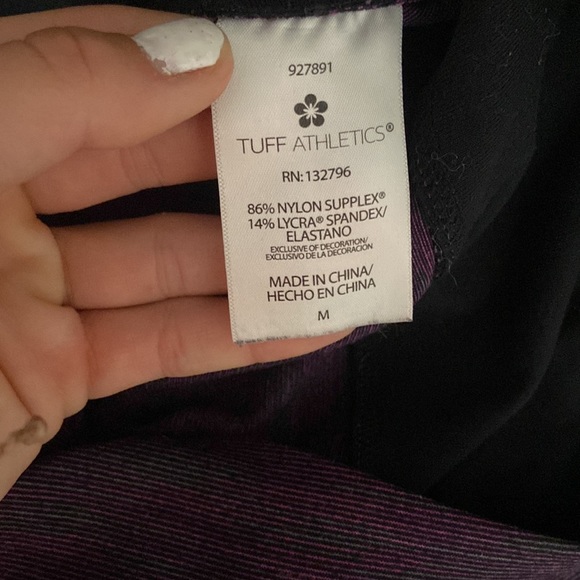 927891
TUFF ATHLETICS®
RN: 132796
86% NYLON SUPPLEX®
14% LYCRA® SPANDEX/
ELASTANO
EXCLUSIVE OF DECORATION/
EXCLUSIVO DE LA DECORACIÓN
MADE IN CHINA/
HECHO EN CHINA
M